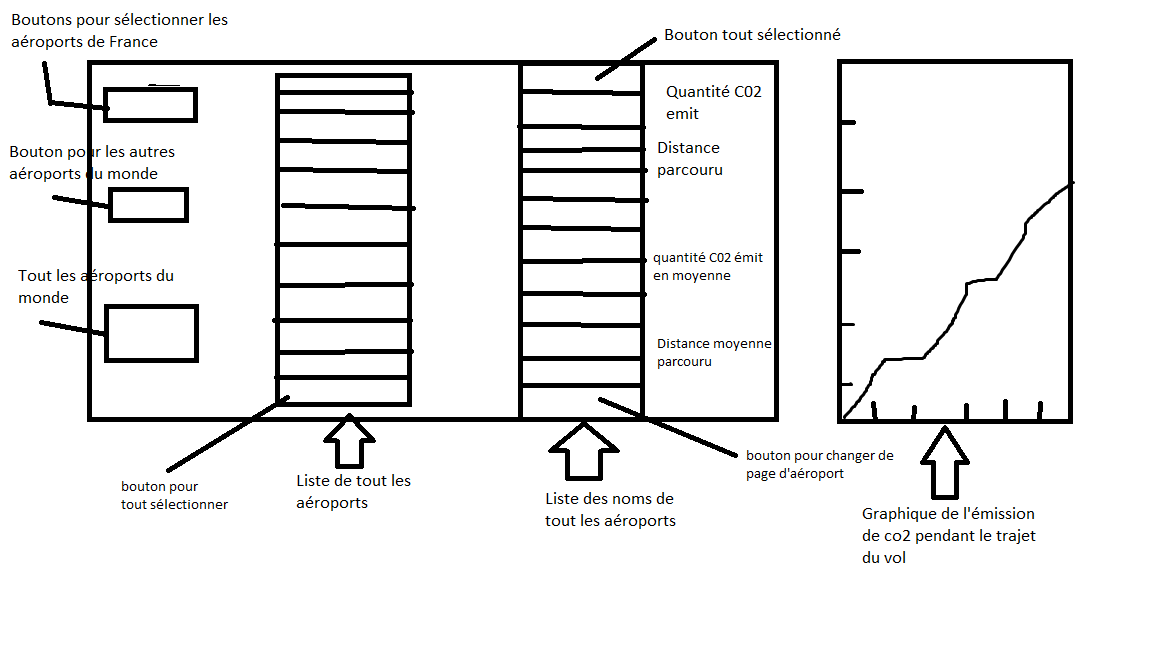 Boutons pour sélectionner les
aéroports de France
Bouton tout sélectionné
Quantité C02
emit
Bouton pour les autres
aéroports du monde
Distance
parcouru
Tout les aéroports du
monde
quantité C02 émit
en moyenne
Distance moyenne
parcouru
bouton pour
tout sélectionner
Liste de tout les
aéroports
Liste des noms de
tout les aéroports
bouton pour changer de
page d'aéroport
Graphique de l'émission
de co2 pendant le trajet
du vol